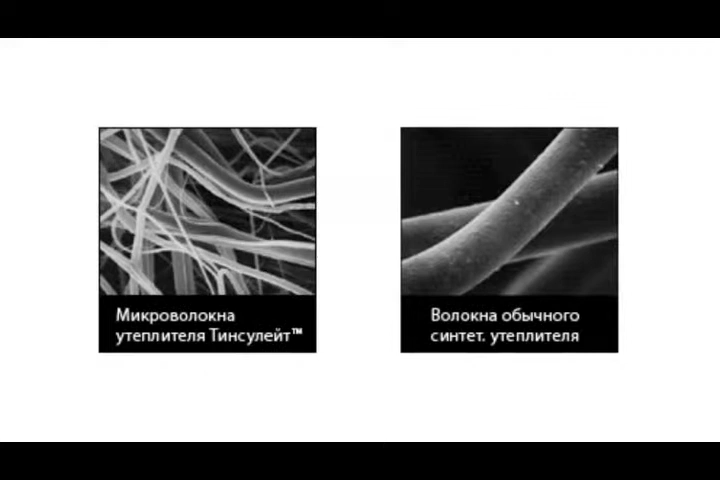 Микроволокна
утеплителя Тинсулейт™
Волокна обычного
синтет. утеплителя